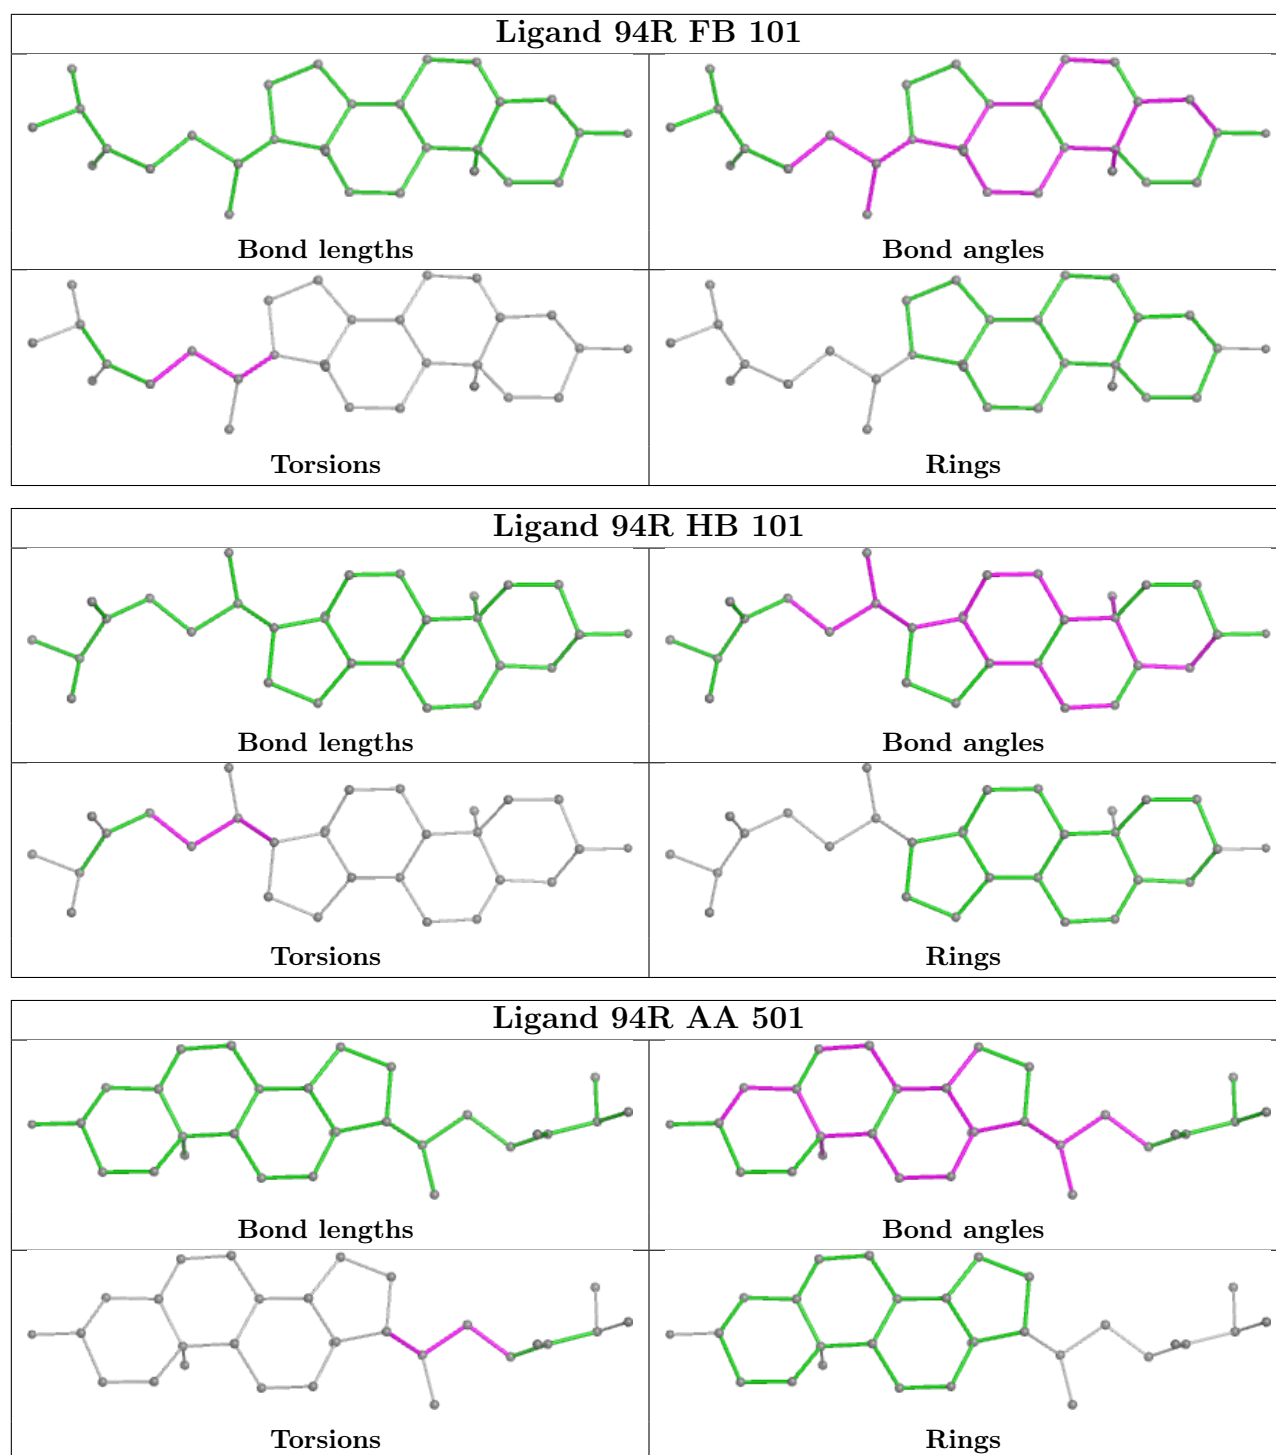 Ligand 94R FB 101
Bond lengths
Bond angles
Torsions
Rings
Ligand 94R HB 101
Bond lengths
Bond angles
Torsions
Rings
Ligand 94R AA 501
Bond lengths
Bond angles
Torsions
Rings